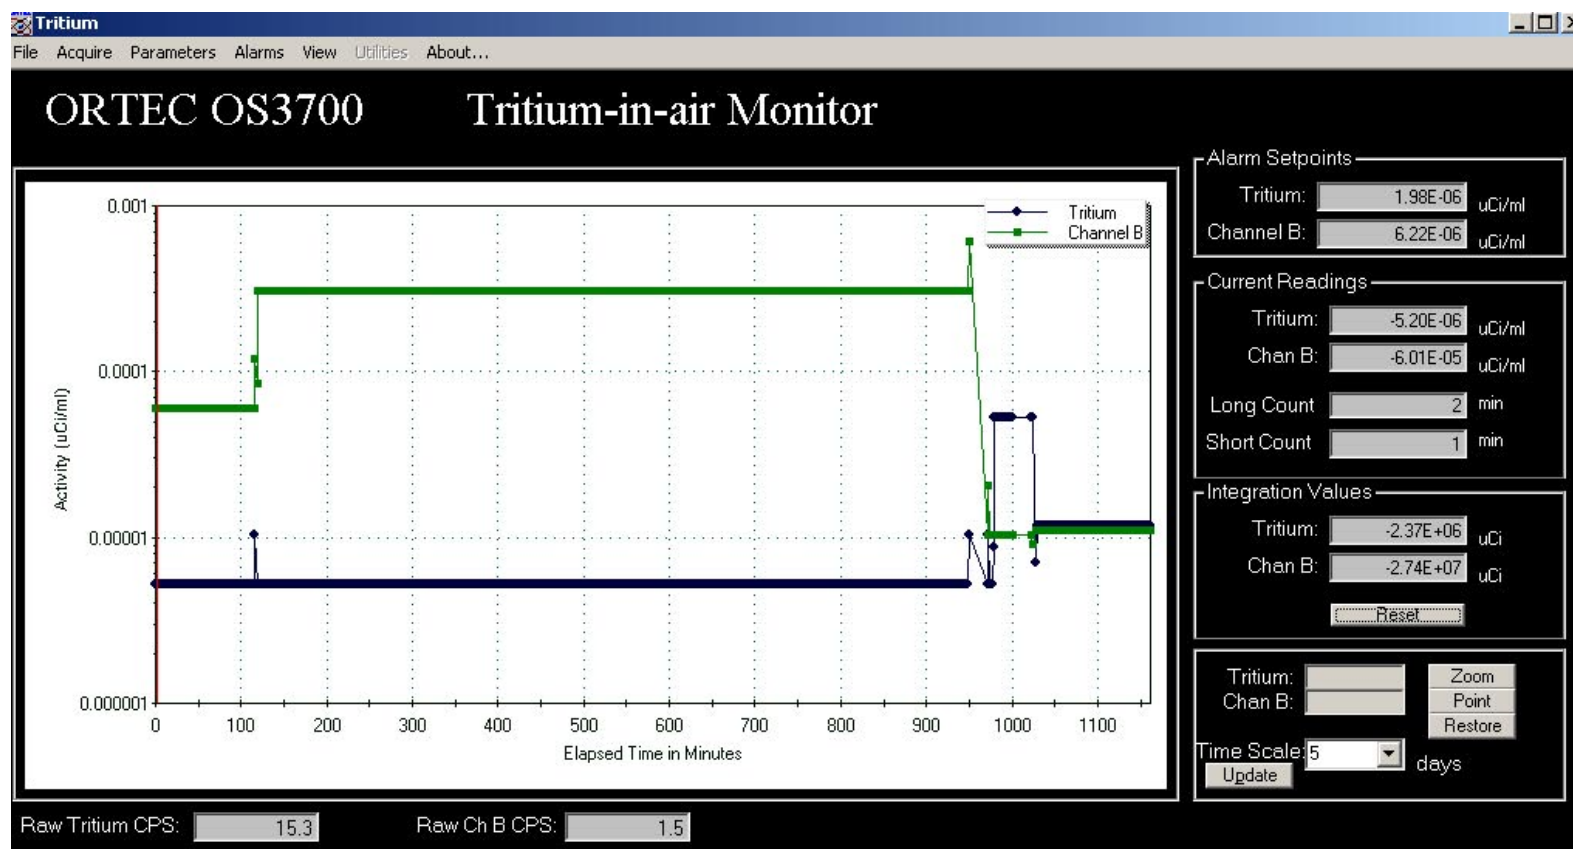 Tritium
File Acquire Parameters Alarms View Utilities About...
ORTEC OS3700 Tritium-in-air Monitor
Alarm Setpoints
Tritium: 1.98E-06 uCi/ml
Channel B: 6.22E-06 uCi/ml
Current Readings
Tritium: -5.20E-06 uCi/ml
Chan B: -6.01E-05 uCi/ml
Long Count 2 min
Short Count 1 min
Integration Values
Tritium: -2.37E+06 uCi
Chan B: -2.74E+07 uCi
Reset
Tritium: Zoom
Chan B: Point
Restore
Time Scale: 5 days
Update
Tritium
Channel B
Activity (uCi/ml)
0.001
0.0001
0.00001
0.000001
0 100 200 300 400 500 600 700 800 900 1000 1100
Elapsed Time in Minutes
Raw Tritium CPS: 15.3 Raw Ch B CPS: 1.5